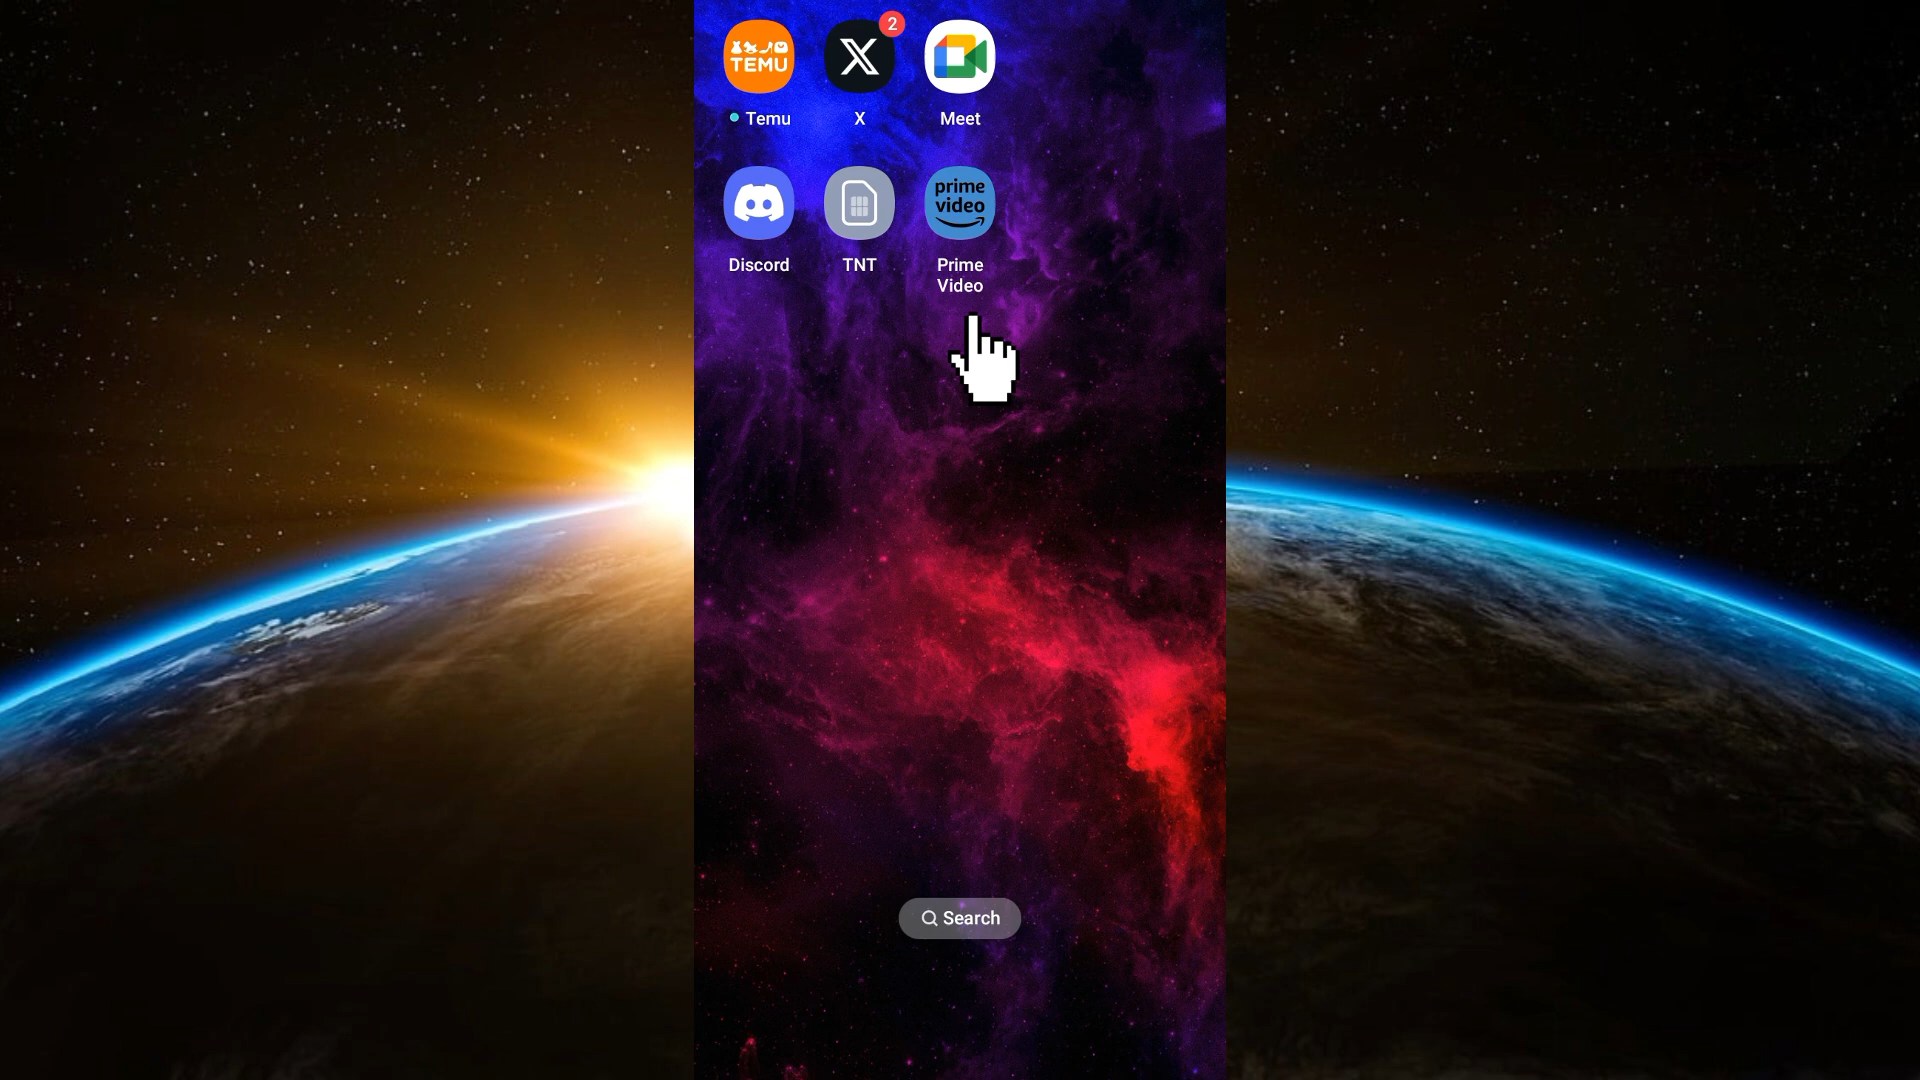 2
TEMU
Temu
X
Meet
prime
video
Discord
TNT
Prime
Video
Search